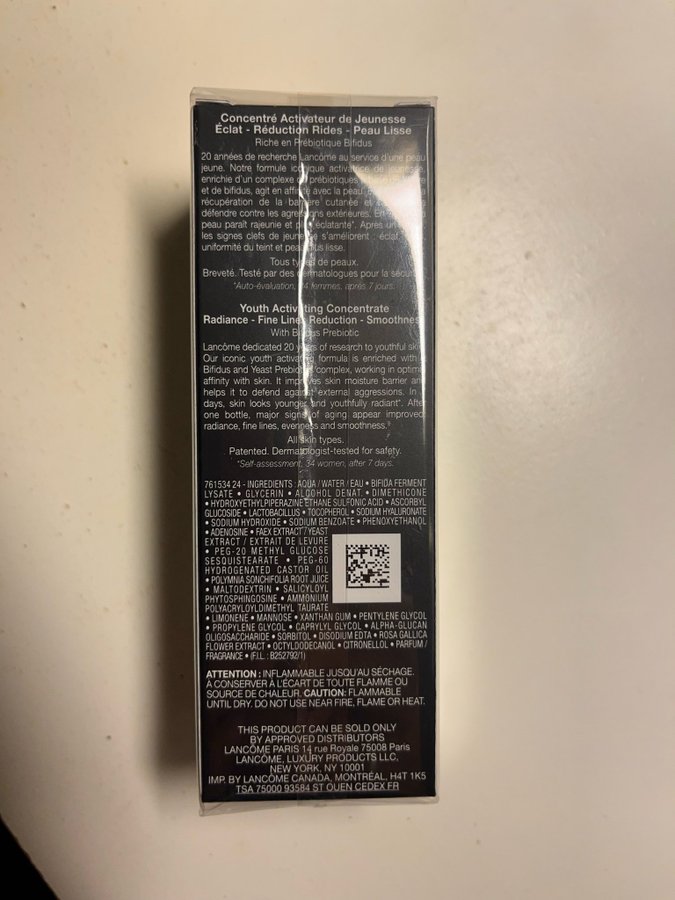 Concentré Activateur de Jeunesse
Éclat - Réduction Rides - Peau Lisse
Riche en Prébiotique Bifidus
20 années de recherche Lancôme au service d'une peau
jeune. Notre formule activatrice de jeunesse,
enrichie d'un complexe prébiotiques
et de bifidus, agit en affinité avec la peau.
récupération de la barrière cutanée et
défendre contre les agressions extérieures. En
peau paraît rajeunie et éclatante*. Après
les signes clefs de jeunesse s'améliorent : éclat,
uniformité du teint et peau plus lisse.
Tous types de peaux.
Breveté. Testé par des dermatologues pour la
*Auto-évaluation, 34 femmes, après 7 jours.
Youth Activating Concentrate
Radiance - Fine Lines Reduction - Smoothness
With Bifidus Prebiotic
Lancôme dedicated 20 years of research to youthful skin.
Our iconic youth activating formula is enriched with
Bifidus and Yeast Prebiotic complex, working in optimal
affinity with skin. It improves skin moisture barrier and
helps it to defend against external aggressions. In
days, skin looks younger and youthfully radiant*. After
one bottle, major signs of aging appear improved:
radiance, fine lines, evenness and smoothness.
All skin types.
Patented. Dermatologist-tested for safety.
*Self-assessment, 34 women, after 7 days.
761534 24 - INGREDIENTS : AQUA / WATER / EAU • BIFIDA FERMENT
LYSATE • GLYCERIN • ALCOHOL DENAT. • DIMETHICONE
• HYDROXYETHYLPIPERAZINE ETHANE SULFONIC ACID • ASCORBYL
GLUCOSIDE • LACTOBACILLUS • TOCOPHEROL • SODIUM HYALURONATE
• SODIUM HYDROXIDE • SODIUM BENZOATE • PHENOXYETHANOL
• ADENOSINE • FAEX EXTRACT / YEAST
EXTRACT / EXTRAIT DE LEVURE
• PEG-20 METHYL GLUCOSE
SESQUISTEARATE • PEG-60
HYDROGENATED CASTOR OIL
• POLYMNIA SONCHIFOLIA ROOT JUICE
• MALTODEXTRIN • SALICYLOYL
PHYTOSPHINGOSINE • AMMONIUM
POLYACRYLOYLDIMETHYL TAURATE
• LIMONENE • MANNOSE • XANTHAN GUM • PENTYLENE GLYCOL
• PROPYLENE GLYCOL • CAPRYLYL GLYCOL • ALPHA-GLUCAN
OLIGOSACCHARIDE • SORBITOL • DISODIUM EDTA • ROSA GALLICA
FLOWER EXTRACT • OCTYLDODECANOL • CITRONELLOL • PARFUM /
FRAGRANCE • (F.I.L. : B252792/1)
ATTENTION : INFLAMMABLE JUSQU'AU SÉCHAGE.
A CONSERVER À L'ÉCART DE TOUTE FLAMME OU
SOURCE DE CHALEUR. CAUTION: FLAMMABLE
UNTIL DRY. DO NOT USE NEAR FIRE, FLAME OR HEAT.
THIS PRODUCT CAN BE SOLD ONLY
BY APPROVED DISTRIBUTORS
LANCÔME PARIS 14 rue Royale 75008 Paris
LANCÔME, LUXURY PRODUCTS LLC,
NEW YORK, NY 10001
IMP. BY LANCÔME CANADA, MONTRÉAL, H4T 1K5
TSA 75000 93584 ST OUEN CEDEX FR